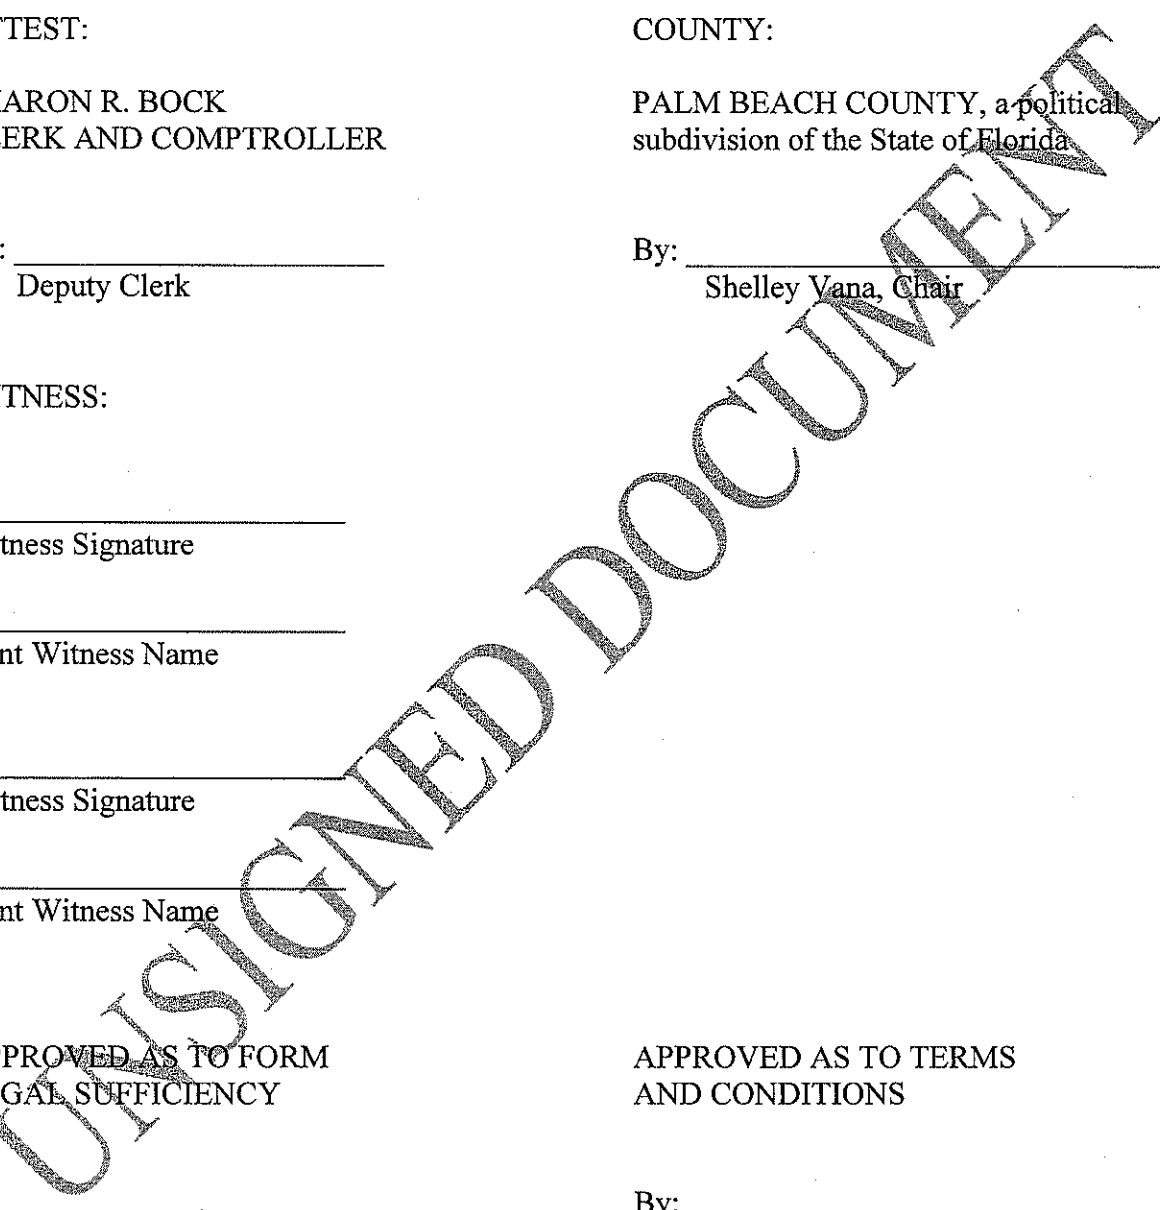 TEST:
ARON R. BOCK
ERK AND COMPTROLLER
: 
Deputy Clerk
TNESS:
tness Signature
nt Witness Name
tness Signature
nt Witness Name
PROVED AS TO FORM
GAL SUFFICIENCY
COUNTY:
PALM BEACH COUNTY, a political
subdivision of the State of Florida
By:
Shelley Vana, Chair
APPROVED AS TO TERMS
AND CONDITIONS
By:
UNSIGNED DOCUMENT